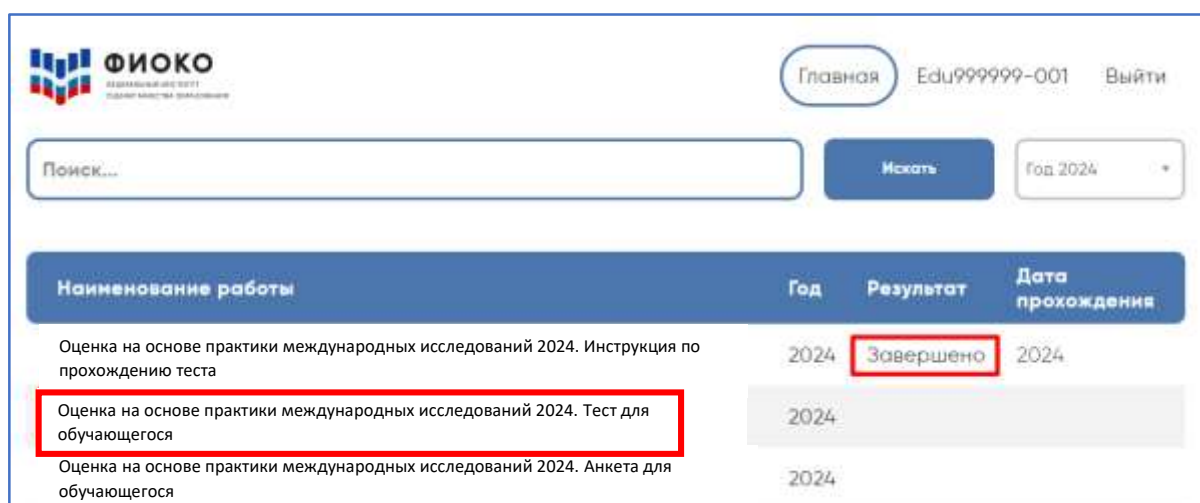 ФИОКО
Главная
Edu999999-001
Выйти
Поиск...
Искать
Год 2024
Наименование работы
Год
Результат
Дата
прохождения
Оценка на основе практики международных исследований 2024. Инструкция по
прохождению теста
2024
Завершено
2024
Оценка на основе практики международных исследований 2024. Тест для
обучающегося
2024
Оценка на основе практики международных исследований 2024. Анкета для
обучающегося
2024